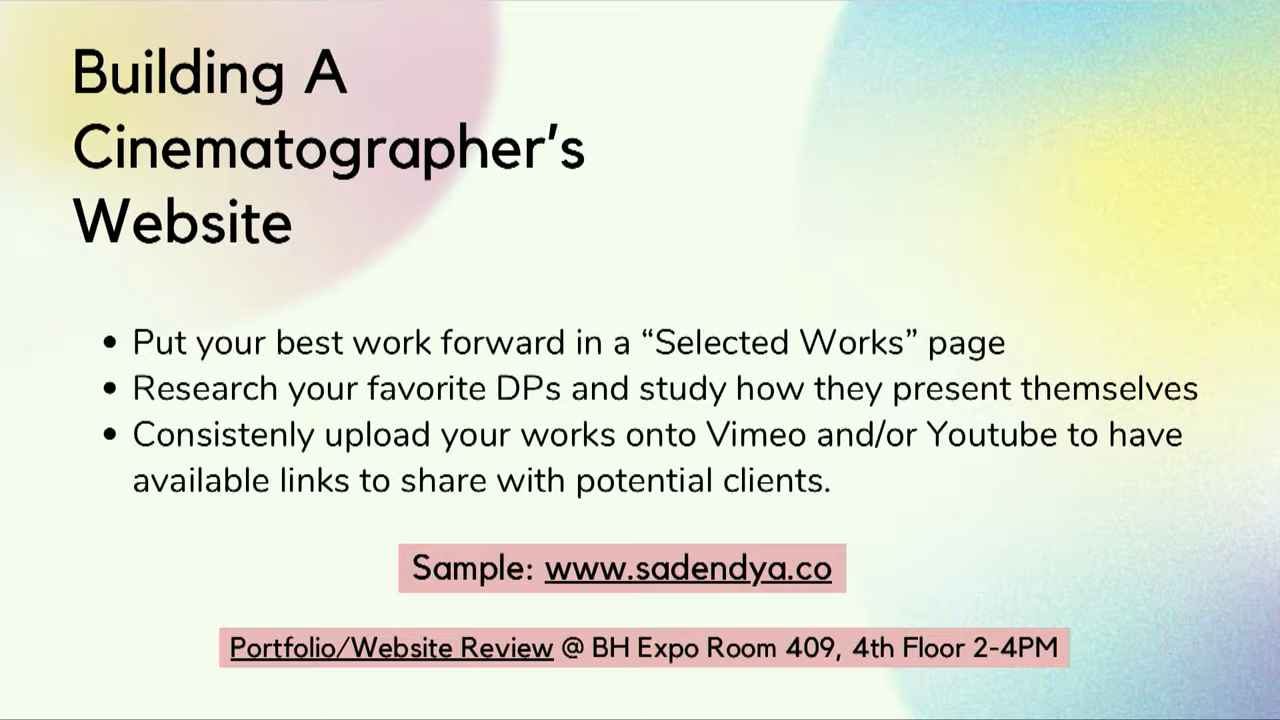 Building A
Cinematographer’s
Website
• Put your best work forward in a “Selected Works” page
• Research your favorite DPs and study how they present themselves
• Consistenly upload your works onto Vimeo and/or Youtube to have
available links to share with potential clients.
Sample: www.sadendya.co
Portfolio/Website Review @ BH Expo Room 409, 4th Floor 2-4PM